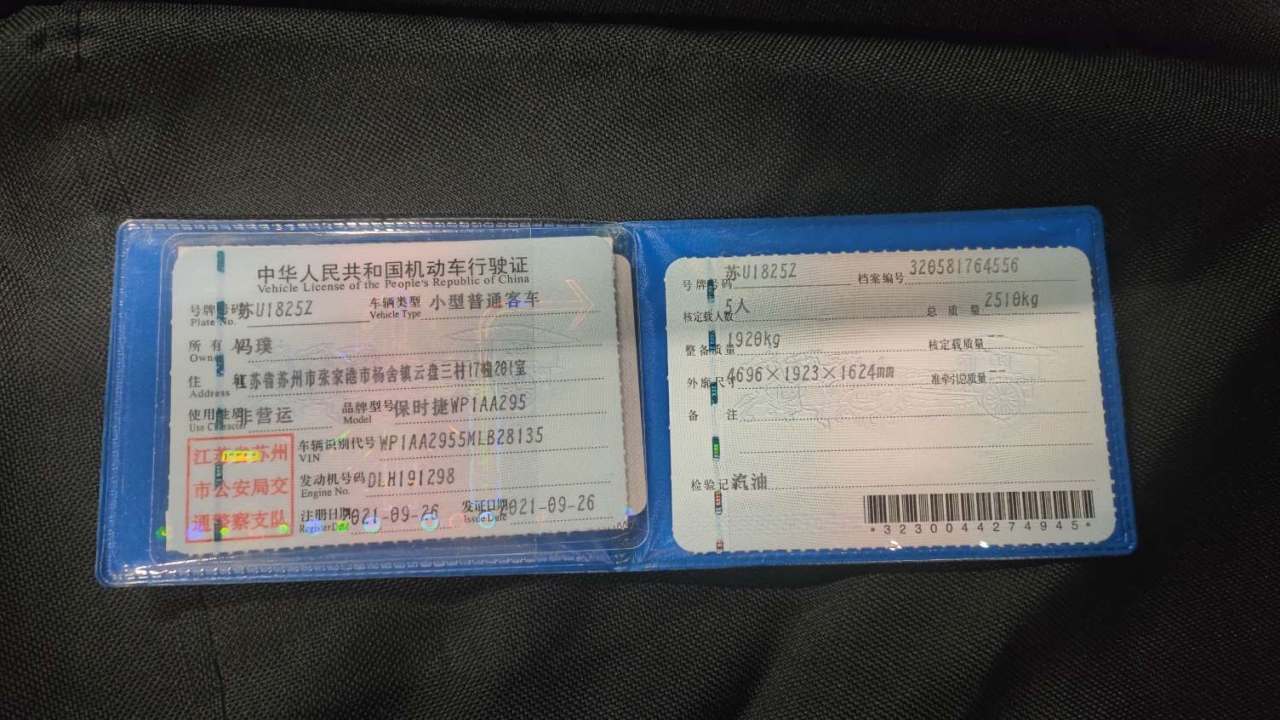 中华人民共和国机动车行驶证
Vehicle License of the People's Republic of China
号牌号码 苏U1825Z 车辆类型 小型普通客车
Plate No. Vehicle Type
所有 码璞
Owne
住 江苏省苏州市张家港市杨舍镇云盘三村17幢201室
Address
使用性质 非营运 品牌型号 保时捷WP1AA295
Use Character Model
江苏省苏州
市公安局交
通警察支队
车辆识别代号 WP1AA2955MLB28135
VIN
发动机号码 DLH191298
Engine No.
注册日期 2021-09-26 发证日期 2021-09-26
Register Date Issue Date
号牌号码 苏U1825Z 档案编号 320581764556
核定载人数 5人 总质量 2510kg
整备质量 1920kg 核定载质量 --
外廓尺寸 4696×1923×1624mm 准牵引总质量 --
备注
检验记 汽油
*3230044274945*